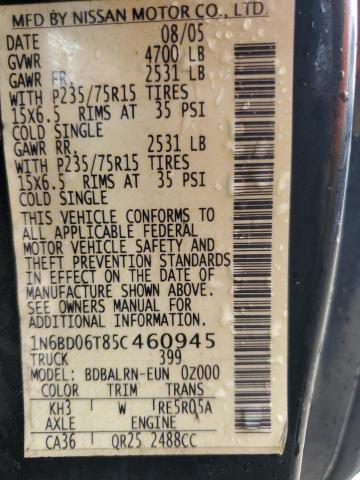 MFD BY NISSAN MOTOR CO., LTD.
DATE 08/05
GVWR 4700 LB
GAWR FR. 2531 LB
WITH P235/75R15 TIRES
15X6.5 RIMS AT 35 PSI
COLD SINGLE
GAWR RR. 2531 LB
WITH P235/75R15 TIRES
15X6.5 RIMS AT 35 PSI
COLD SINGLE
THIS VEHICLE CONFORMS TO
ALL APPLICABLE FEDERAL
MOTOR VEHICLE SAFETY AND
THEFT PREVENTION STANDARDS
IN EFFECT ON THE DATE OF
MANUFACTURE SHOWN ABOVE.
SEE OWNERS MANUAL FOR
ADDITIONAL INFORMATION
1N6BD06T85C460945
TRUCK 399
MODEL: BDBALRN-EUN 0Z000
COLOR TRIM TRANS
KH3 W RE5R05A
AXLE ENGINE
CA36 QR25 2488CC